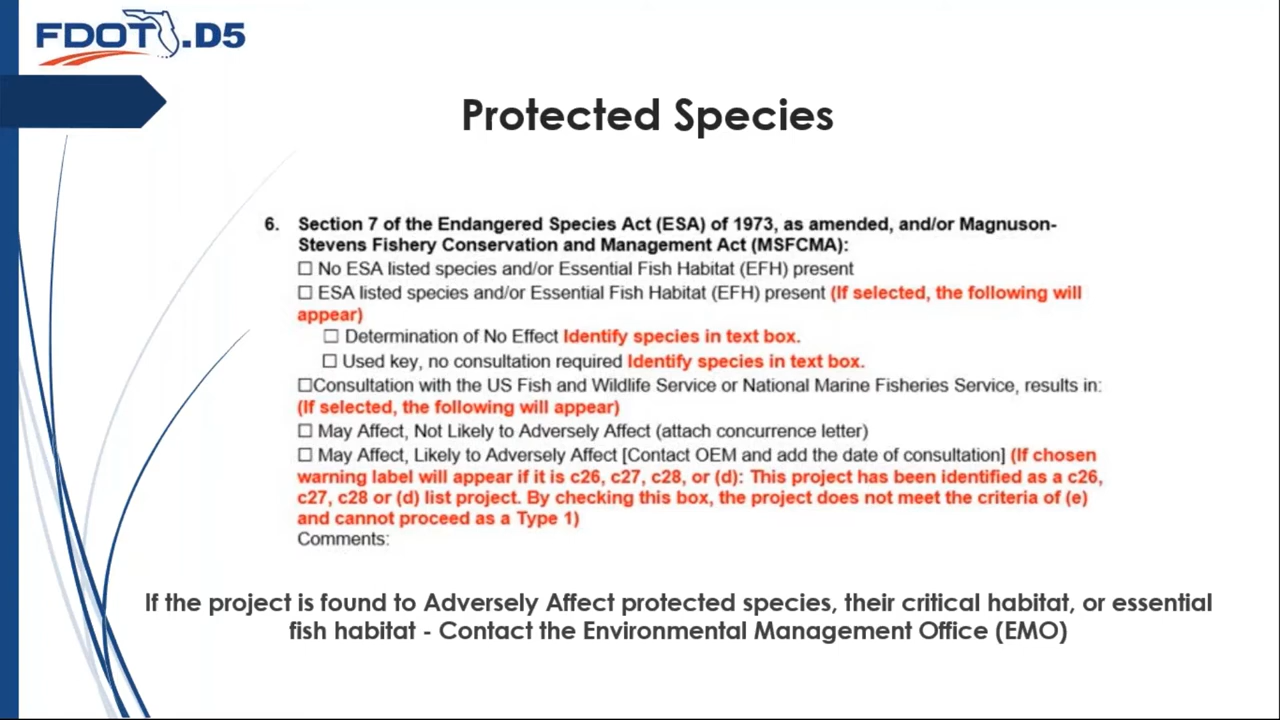 FDOT.D5
Protected Species
6. Section 7 of the Endangered Species Act (ESA) of 1973, as amended, and/or Magnuson-
Stevens Fishery Conservation and Management Act (MSFCMA):
☐ No ESA listed species and/or Essential Fish Habitat (EFH) present
☐ ESA listed species and/or Essential Fish Habitat (EFH) present (If selected, the following will
appear)
☐ Determination of No Effect Identify species in text box.
☐ Used key, no consultation required Identify species in text box.
☐Consultation with the US Fish and Wildlife Service or National Marine Fisheries Service, results in:
(If selected, the following will appear)
☐ May Affect, Not Likely to Adversely Affect (attach concurrence letter)
☐ May Affect, Likely to Adversely Affect [Contact OEM and add the date of consultation] (If chosen
warning label will appear if it is c26, c27, c28, or (d): This project has been identified as a c26,
c27, c28 or (d) list project. By checking this box, the project does not meet the criteria of (e)
and cannot proceed as a Type 1)
Comments:
If the project is found to Adversely Affect protected species, their critical habitat, or essential
fish habitat - Contact the Environmental Management Office (EMO)